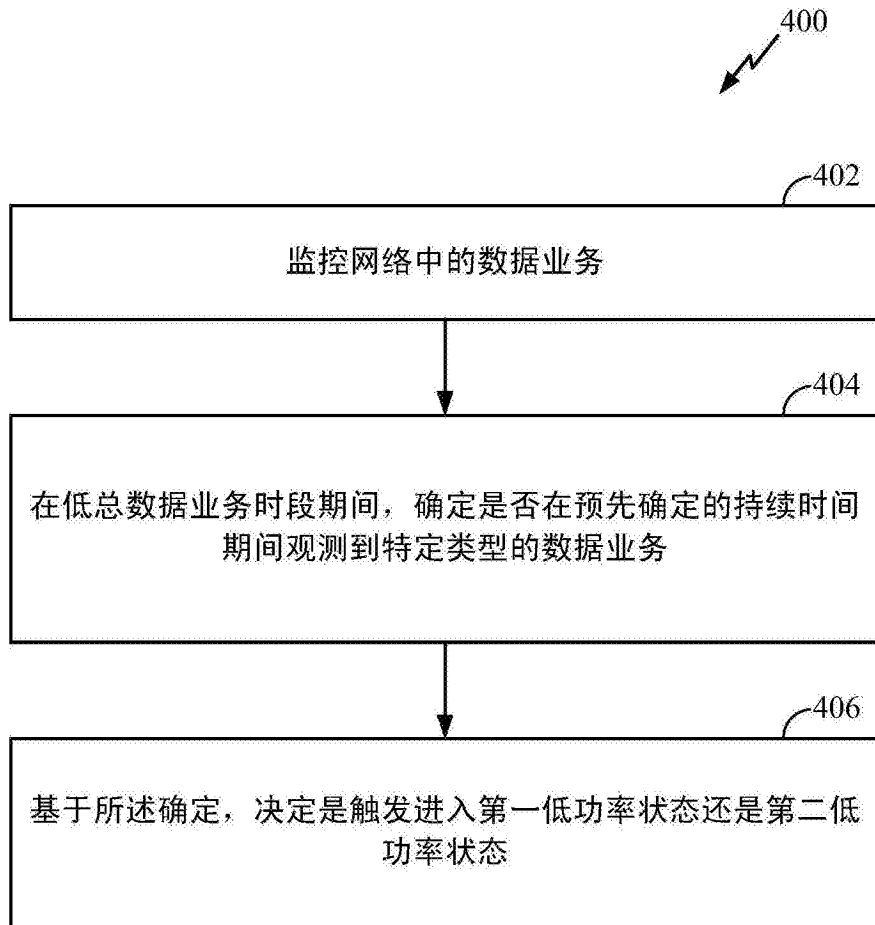 400
402
监控网络中的数据业务
404
在低总数据业务时段期间，确定是否在预先确定的持续时间
期间观测到特定类型的数据业务
406
基于所述确定，决定是触发进入第一低功率状态还是第二低
功率状态